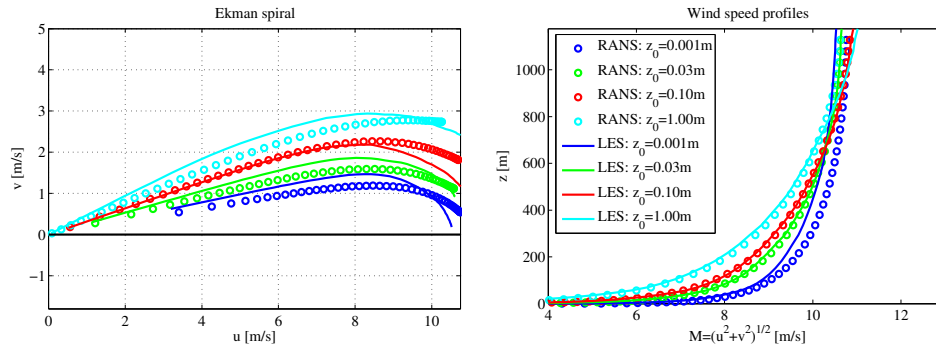 Ekman spiral
5
4
3
2
1
0
−1
v [m/s]
0 2 4 6 8 10
u [m/s]
Wind speed profiles
1000
800
600
400
200
0
z [m]
4 6 8 10 12
M=(u²+v²)^{1/2} [m/s]
RANS: z₀=0.001m
RANS: z₀=0.03m
RANS: z₀=0.10m
RANS: z₀=1.00m
LES: z₀=0.001m
LES: z₀=0.03m
LES: z₀=0.10m
LES: z₀=1.00m